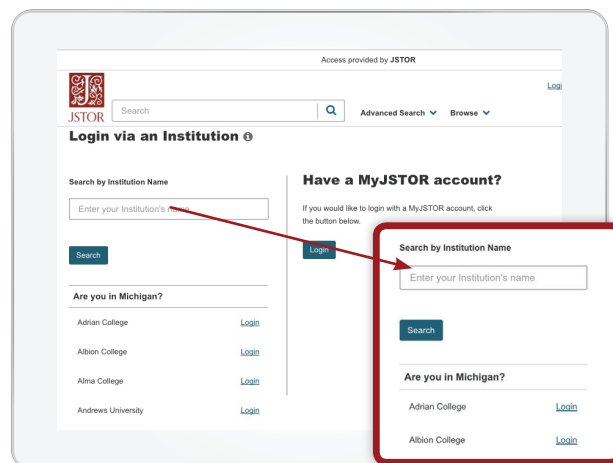 Access provided by JSTOR
JSTOR
Search
Advanced Search
Browse
Login via an Institution
Search by Institution Name
Enter your Institution's name
Search
Are you in Michigan?
Adrian College Login
Albion College Login
Alma College Login
Andrews University Login
Have a MyJSTOR account?
If you would like to login with a MyJSTOR account, click
the button below.
Login
Search by Institution Name
Enter your Institution's name
Search
Are you in Michigan?
Adrian College Login
Albion College Login